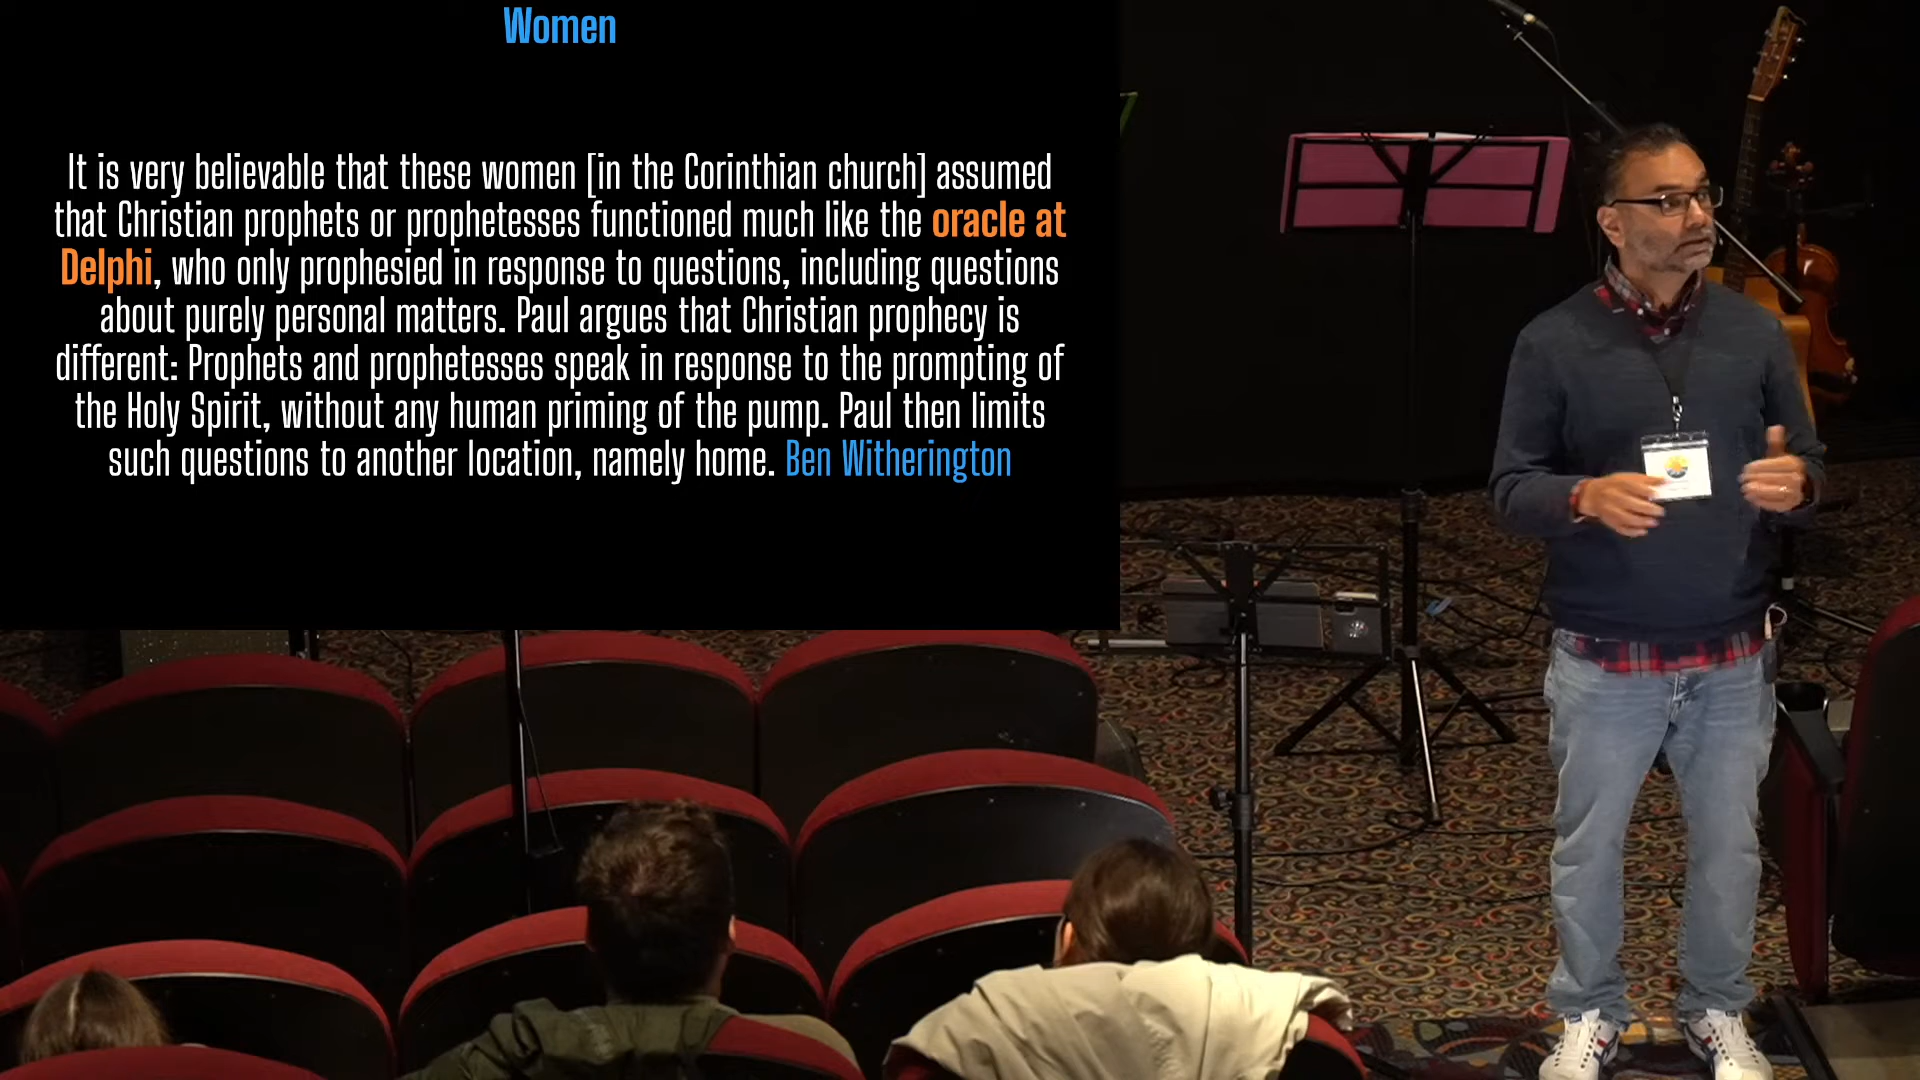 Women
It is very believable that these women [in the Corinthian church] assumed
that Christian prophets or prophetesses functioned much like the oracle at
Delphi, who only prophesied in response to questions, including questions
about purely personal matters. Paul argues that Christian prophecy is
different: Prophets and prophetesses speak in response to the prompting of
the Holy Spirit, without any human priming of the pump. Paul then limits
such questions to another location, namely home. Ben Witherington